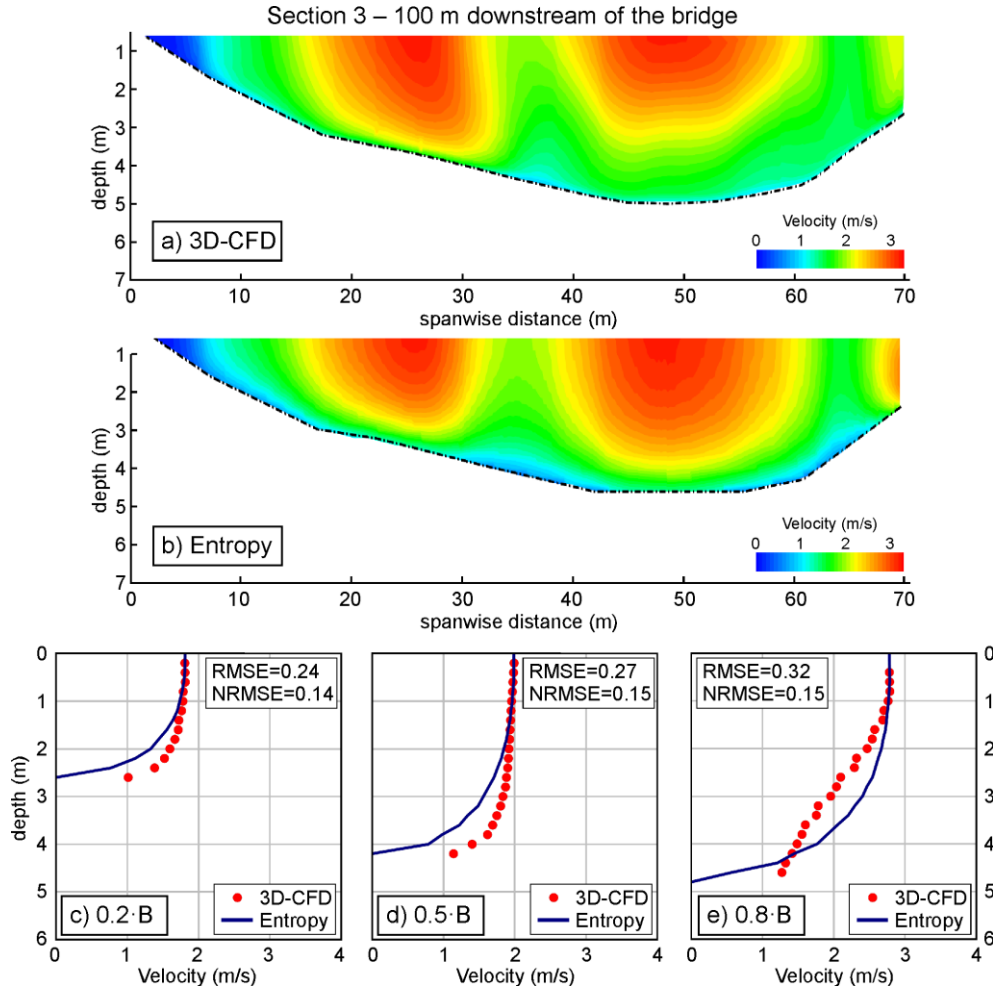 Section 3 – 100 m downstream of the bridge
1
2
3
4
5
6
7
depth (m)
a) 3D-CFD
Velocity (m/s)
0 1 2 3
0 10 20 30 40 50 60 70
spanwise distance (m)
1
2
3
4
5
6
7
depth (m)
b) Entropy
Velocity (m/s)
0 1 2 3
0 10 20 30 40 50 60 70
spanwise distance (m)
0
1
2
3
4
5
6
depth (m)
RMSE=0.24
NRMSE=0.14
3D-CFD
Entropy
c) 0.2·B
0 1 2 3 4
Velocity (m/s)
RMSE=0.27
NRMSE=0.15
3D-CFD
Entropy
d) 0.5·B
0 1 2 3 4
Velocity (m/s)
RMSE=0.32
NRMSE=0.15
3D-CFD
Entropy
e) 0.8·B
0 1 2 3 4
Velocity (m/s)
0
1
2
3
4
5
6
depth (m)